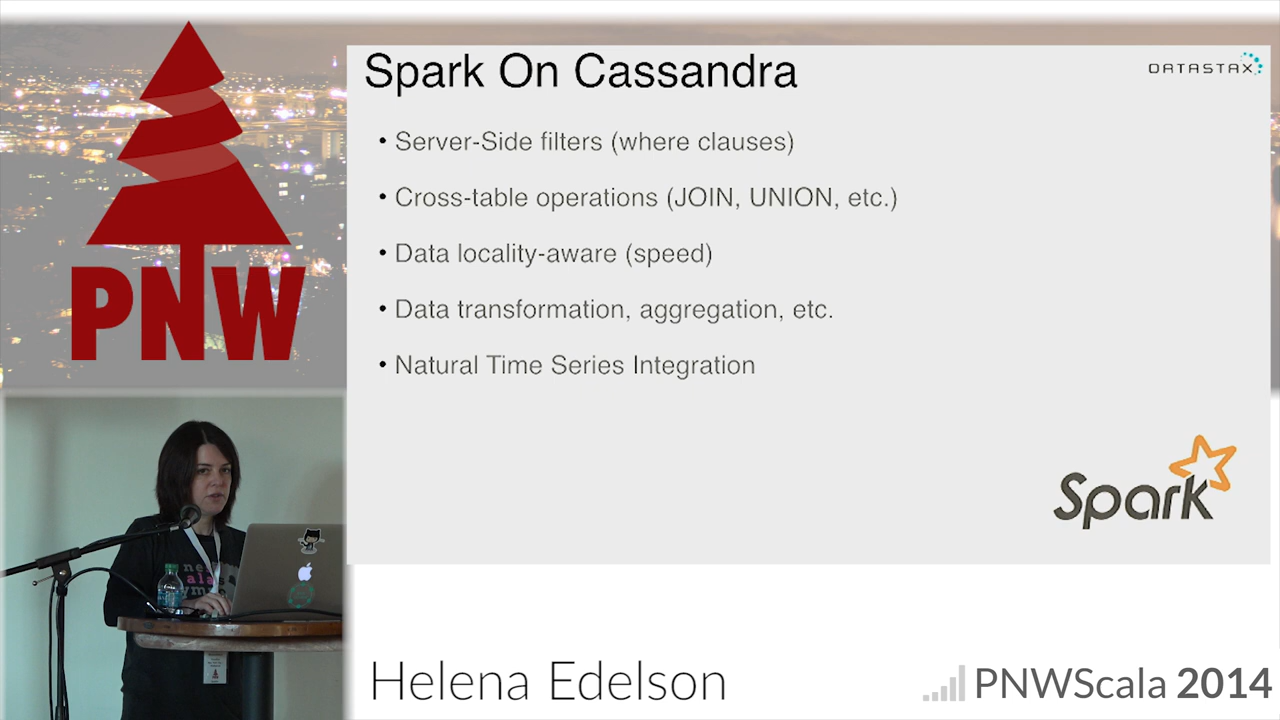 PNW
Spark On Cassandra
DATASTAX
• Server-Side filters (where clauses)
• Cross-table operations (JOIN, UNION, etc.)
• Data locality-aware (speed)
• Data transformation, aggregation, etc.
• Natural Time Series Integration
Spark
Helena Edelson
PNWScala 2014